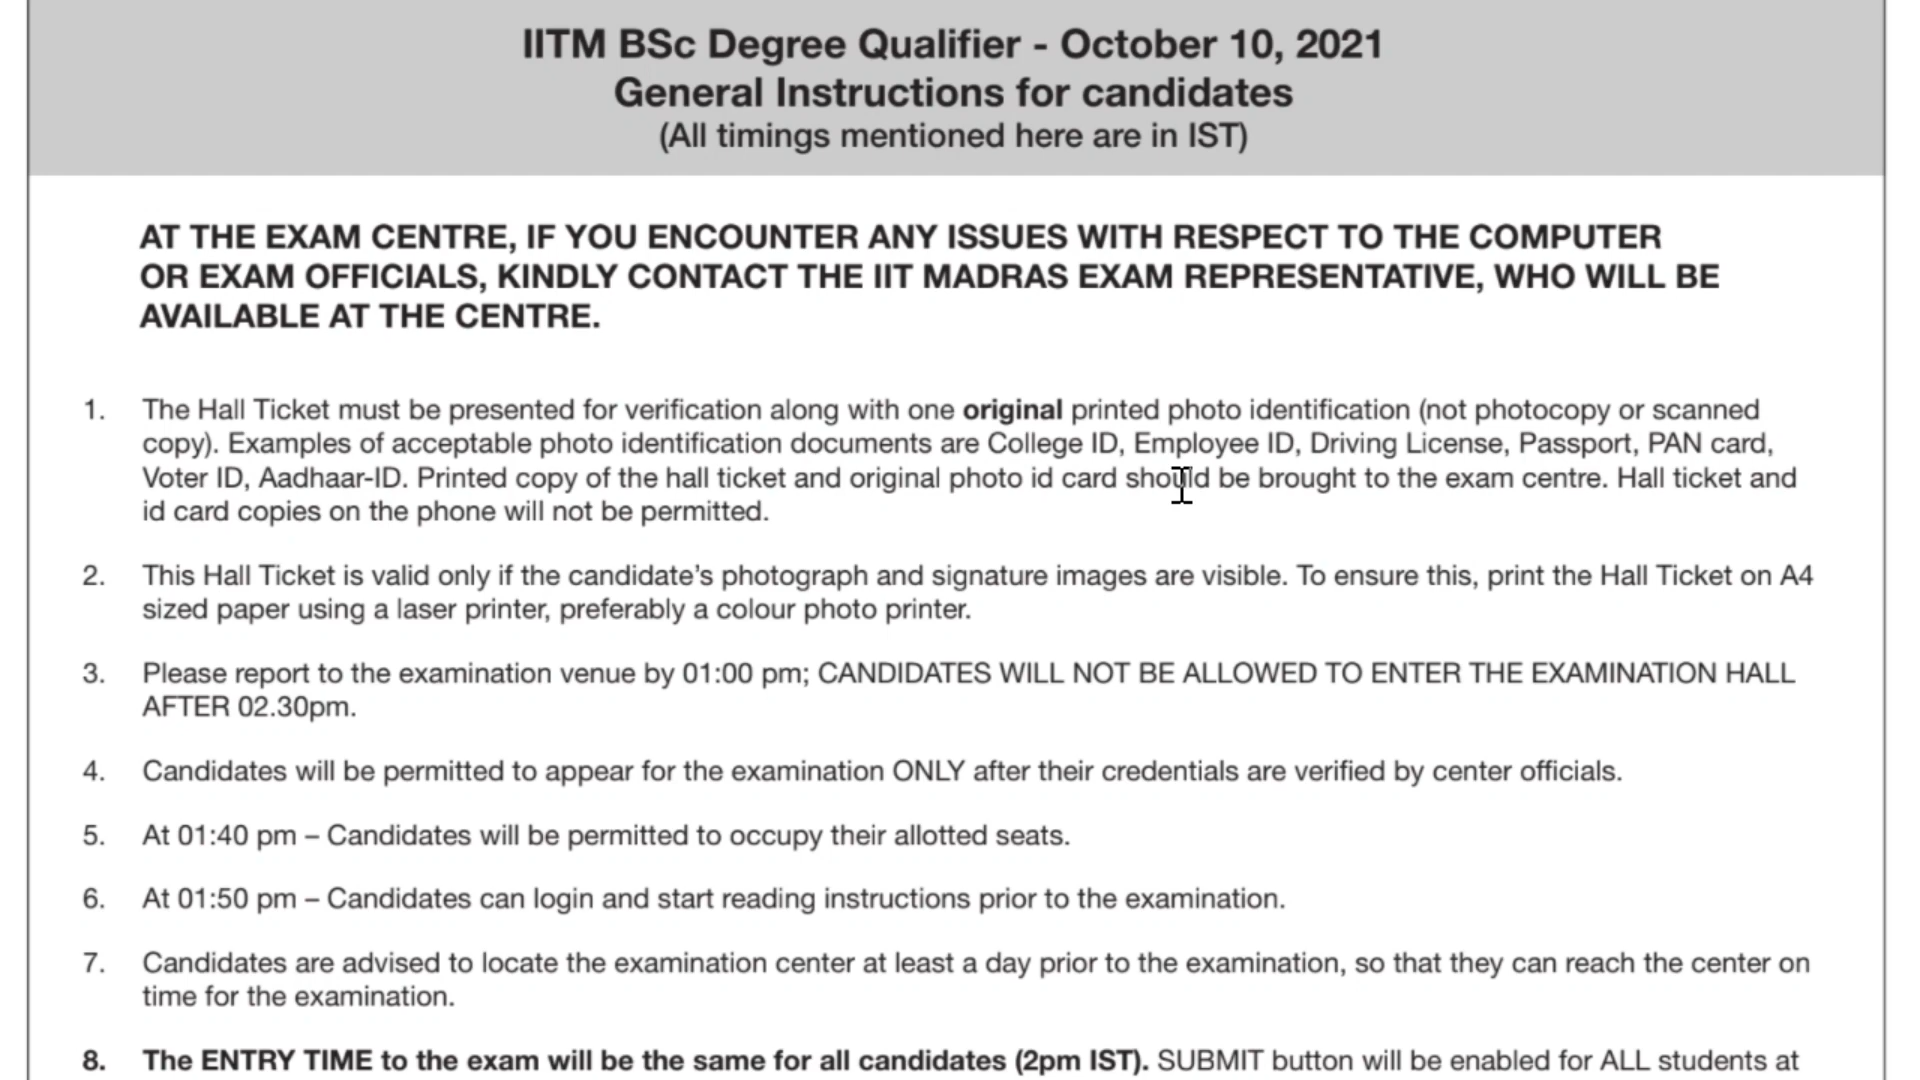 IITM BSc Degree Qualifier - October 10, 2021
General Instructions for candidates
(All timings mentioned here are in IST)
AT THE EXAM CENTRE, IF YOU ENCOUNTER ANY ISSUES WITH RESPECT TO THE COMPUTER
OR EXAM OFFICIALS, KINDLY CONTACT THE IIT MADRAS EXAM REPRESENTATIVE, WHO WILL BE
AVAILABLE AT THE CENTRE.
1. The Hall Ticket must be presented for verification along with one original printed photo identification (not photocopy or scanned
copy). Examples of acceptable photo identification documents are College ID, Employee ID, Driving License, Passport, PAN card,
Voter ID, Aadhaar-ID. Printed copy of the hall ticket and original photo id card should be brought to the exam centre. Hall ticket and
id card copies on the phone will not be permitted.
2. This Hall Ticket is valid only if the candidate's photograph and signature images are visible. To ensure this, print the Hall Ticket on A4
sized paper using a laser printer, preferably a colour photo printer.
3. Please report to the examination venue by 01:00 pm; CANDIDATES WILL NOT BE ALLOWED TO ENTER THE EXAMINATION HALL
AFTER 02.30pm.
4. Candidates will be permitted to appear for the examination ONLY after their credentials are verified by center officials.
5. At 01:40 pm – Candidates will be permitted to occupy their allotted seats.
6. At 01:50 pm – Candidates can login and start reading instructions prior to the examination.
7. Candidates are advised to locate the examination center at least a day prior to the examination, so that they can reach the center on
time for the examination.
8. The ENTRY TIME to the exam will be the same for all candidates (2pm IST). SUBMIT button will be enabled for ALL students at